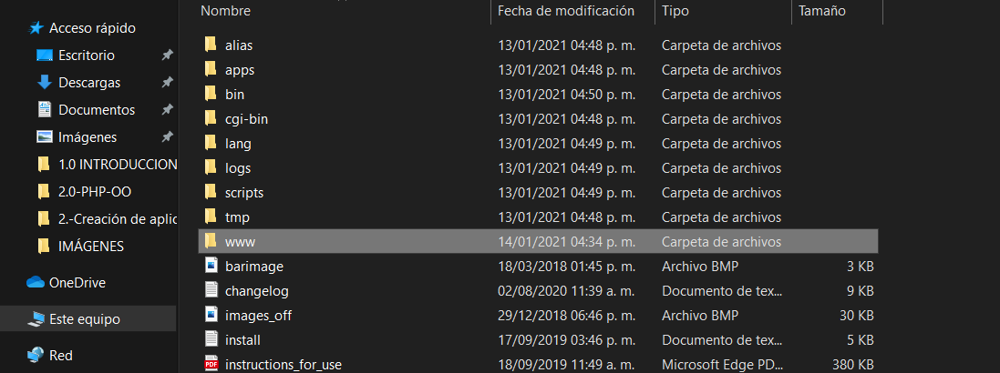 Nombre Fecha de modificación Tipo Tamaño
Acceso rápido
Escritorio
Descargas
Documentos
Imágenes
1.0 INTRODUCCION
2.0-PHP-OO
2.-Creación de aplic
IMÁGENES
OneDrive
Este equipo
Red
alias 13/01/2021 04:48 p. m. Carpeta de archivos
apps 13/01/2021 04:48 p. m. Carpeta de archivos
bin 13/01/2021 04:50 p. m. Carpeta de archivos
cgi-bin 13/01/2021 04:48 p. m. Carpeta de archivos
lang 13/01/2021 04:49 p. m. Carpeta de archivos
logs 13/01/2021 04:49 p. m. Carpeta de archivos
scripts 13/01/2021 04:49 p. m. Carpeta de archivos
tmp 13/01/2021 04:48 p. m. Carpeta de archivos
www 14/01/2021 04:34 p. m. Carpeta de archivos
barimage 18/03/2018 01:45 p. m. Archivo BMP 3 KB
changelog 02/08/2020 11:39 a. m. Documento de tex... 9 KB
images_off 29/12/2018 06:46 p. m. Archivo BMP 30 KB
install 17/09/2019 03:46 p. m. Documento de tex... 5 KB
instructions_for_use 18/09/2019 11:49 a. m. Microsoft Edge PD... 380 KB
PDF